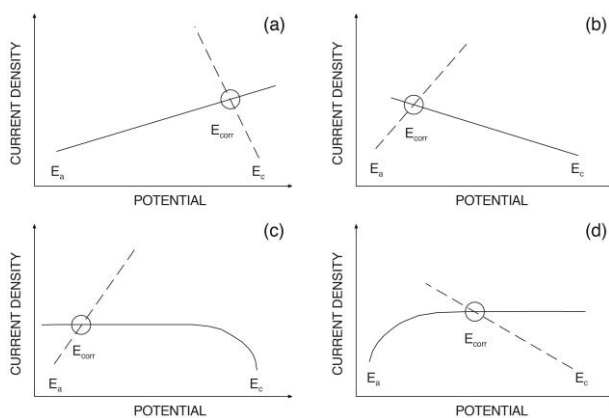 (a)
CURRENT DENSITY
E_corr
E_a
E_c
POTENTIAL
(b)
CURRENT DENSITY
E_corr
E_a
E_c
POTENTIAL
(c)
CURRENT DENSITY
E_corr
E_a
E_c
POTENTIAL
(d)
CURRENT DENSITY
E_corr
E_a
E_c
POTENTIAL